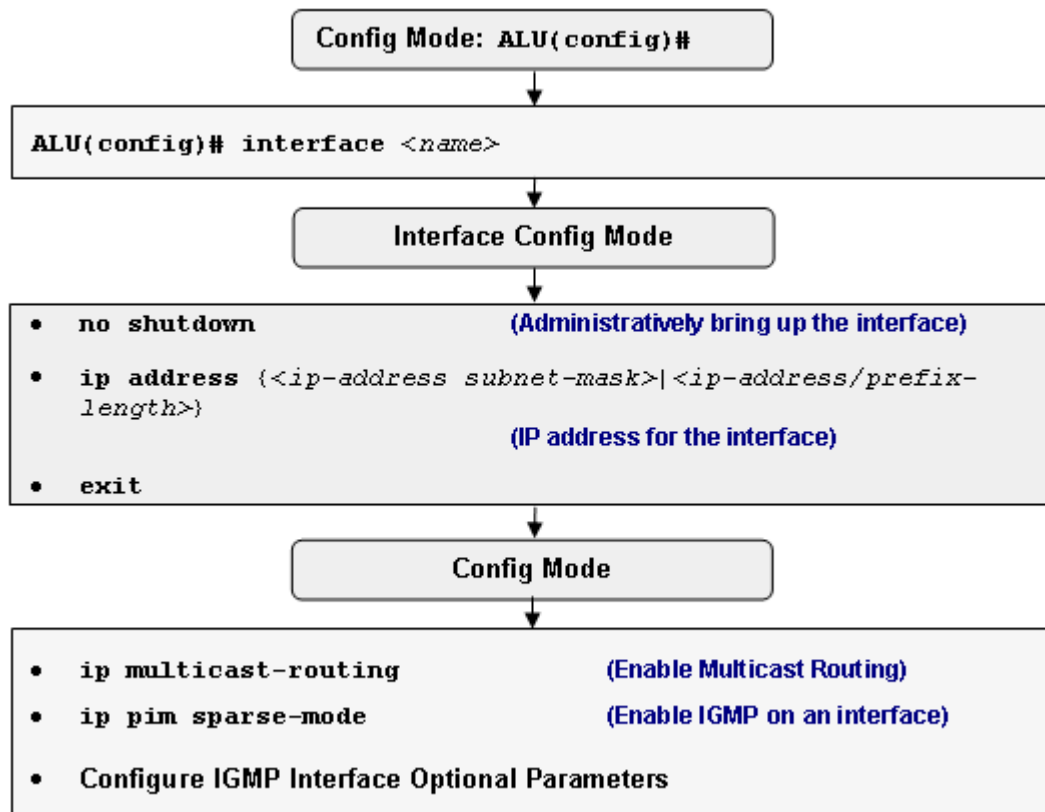 Config Mode: ALU(config)#
ALU(config)# interface <name>
Interface Config Mode
• no shutdown (Administratively bring up the interface)
• ip address {<ip-address subnet-mask>|<ip-address/prefix-
length>}
(IP address for the interface)
• exit
Config Mode
• ip multicast-routing (Enable Multicast Routing)
• ip pim sparse-mode (Enable IGMP on an interface)
• Configure IGMP Interface Optional Parameters